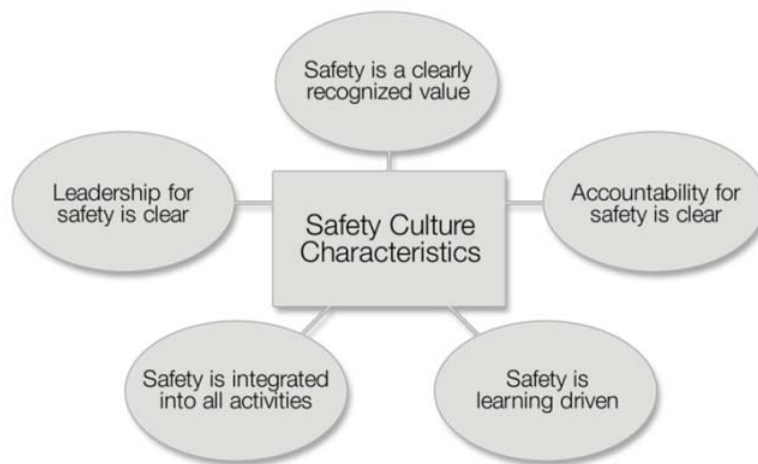 Safety is a clearly
recognized value
Leadership for
safety is clear
Safety Culture
Characteristics
Accountability for
safety is clear
Safety is integrated
into all activities
Safety is
learning driven